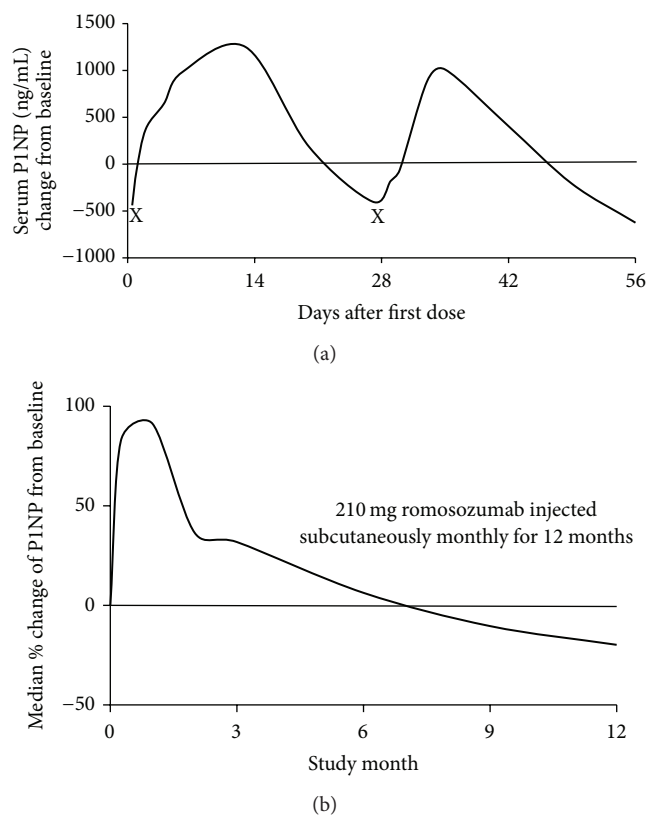 Serum P1NP (ng/mL)
change from baseline
1500
1000
500
0
−500
−1000
X
X
0
14
28
42
56
Days after first dose
(a)
Median % change of P1NP from baseline
100
50
0
−50
210 mg romosozumab injected
subcutaneously monthly for 12 months
0
3
6
9
12
Study month
(b)